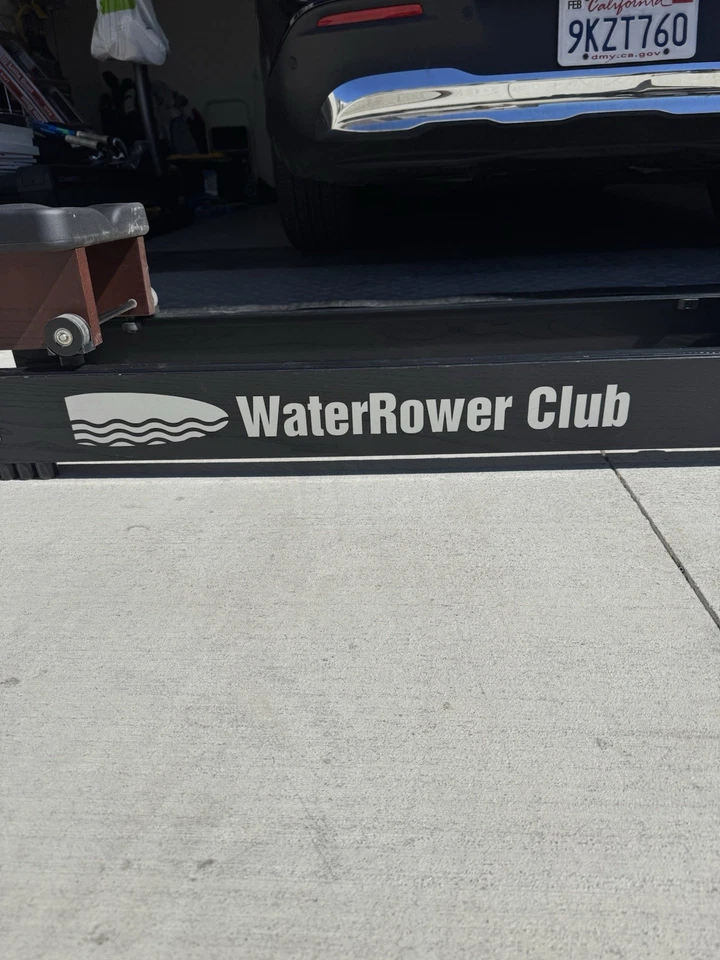 FEB California
9KZT760
dmv.ca.gov
WaterRower Club